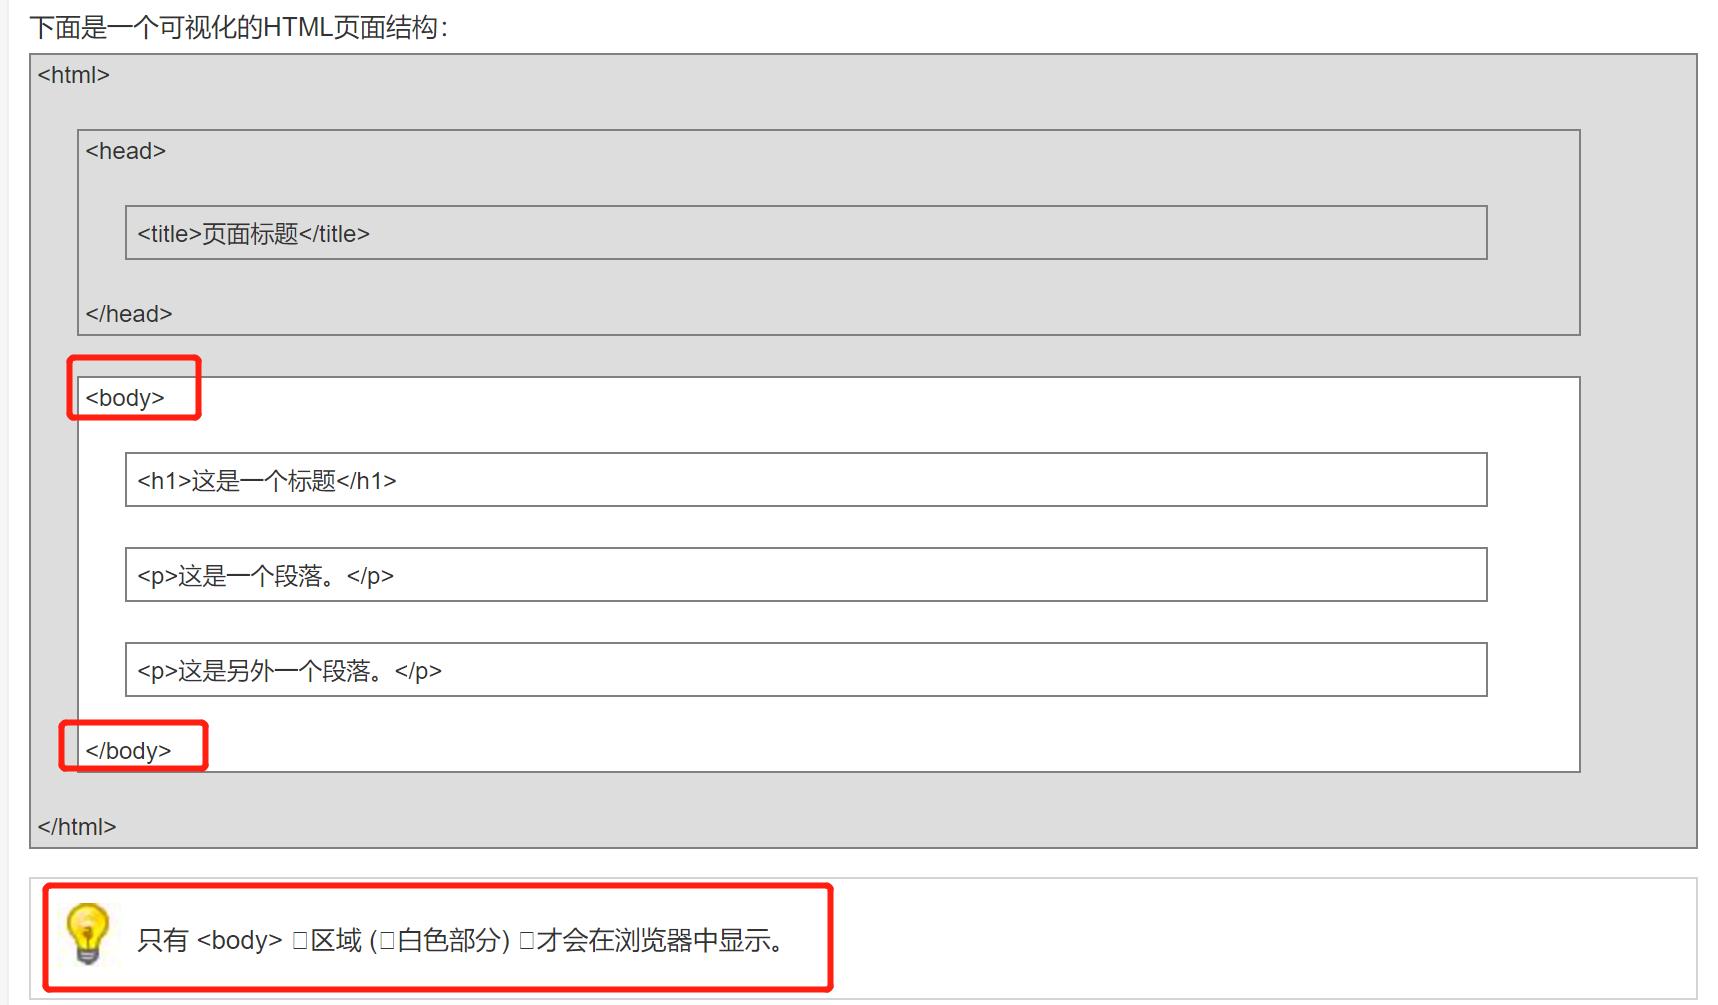 下面是一个可视化的HTML页面结构：
<html>
<head>
<title>页面标题</title>
</head>
<body>
<h1>这是一个标题</h1>
<p>这是一个段落。</p>
<p>这是另外一个段落。</p>
</body>
</html>
只有 <body> 区域 (白色部分) 才会在浏览器中显示。